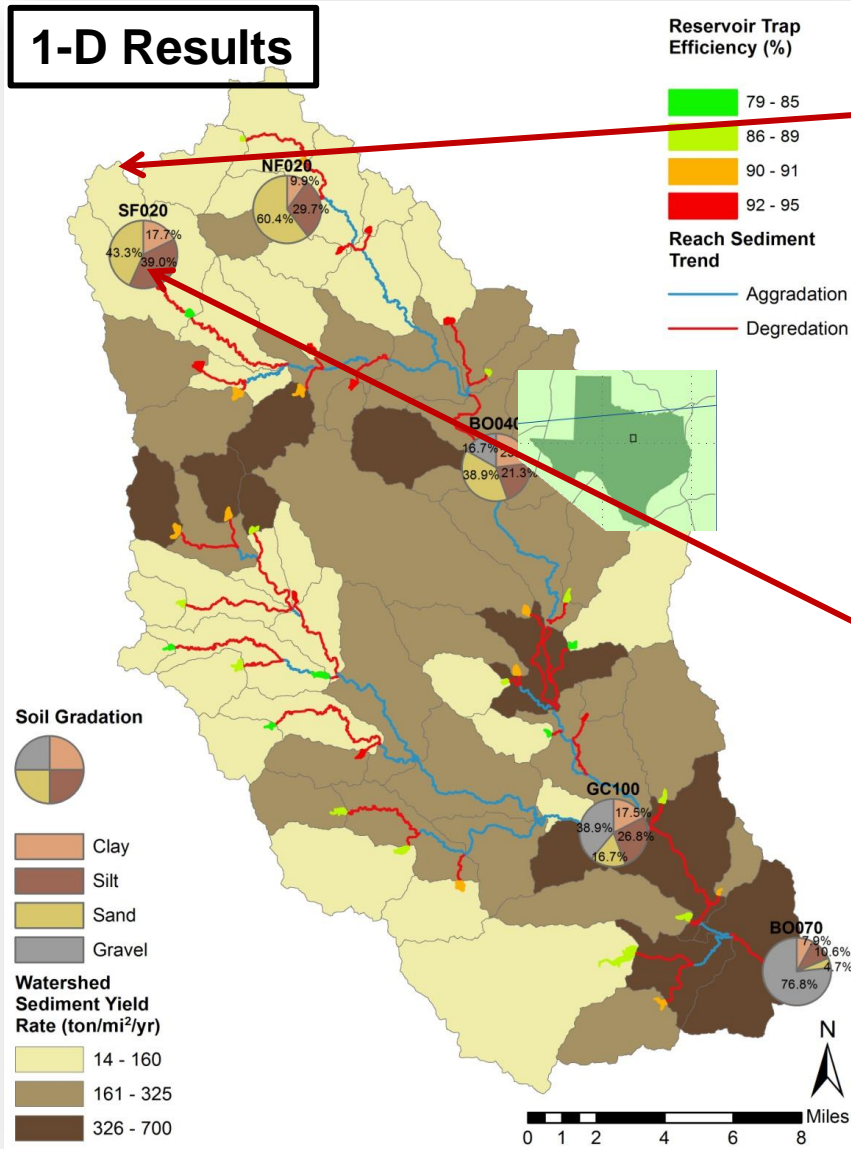 1-D Results
Reservoir Trap
Efficiency (%)
79 - 85
86 - 89
90 - 91
92 - 95
Reach Sediment
Trend
Aggradation
Degredation
NF020
9.9%
29.7%
60.4%
SF020
17.7%
39.0%
43.3%
BO040
16.7%
38.9%
21.3%
GC100
17.5%
26.8%
16.7%
38.9%
BO070
7.9%
10.6%
4.7%
76.8%
Soil Gradation
Clay
Silt
Sand
Gravel
Watershed
Sediment Yield
Rate (ton/mi²/yr)
14 - 160
161 - 325
326 - 700
N
Miles
0 1 2 4 6 8